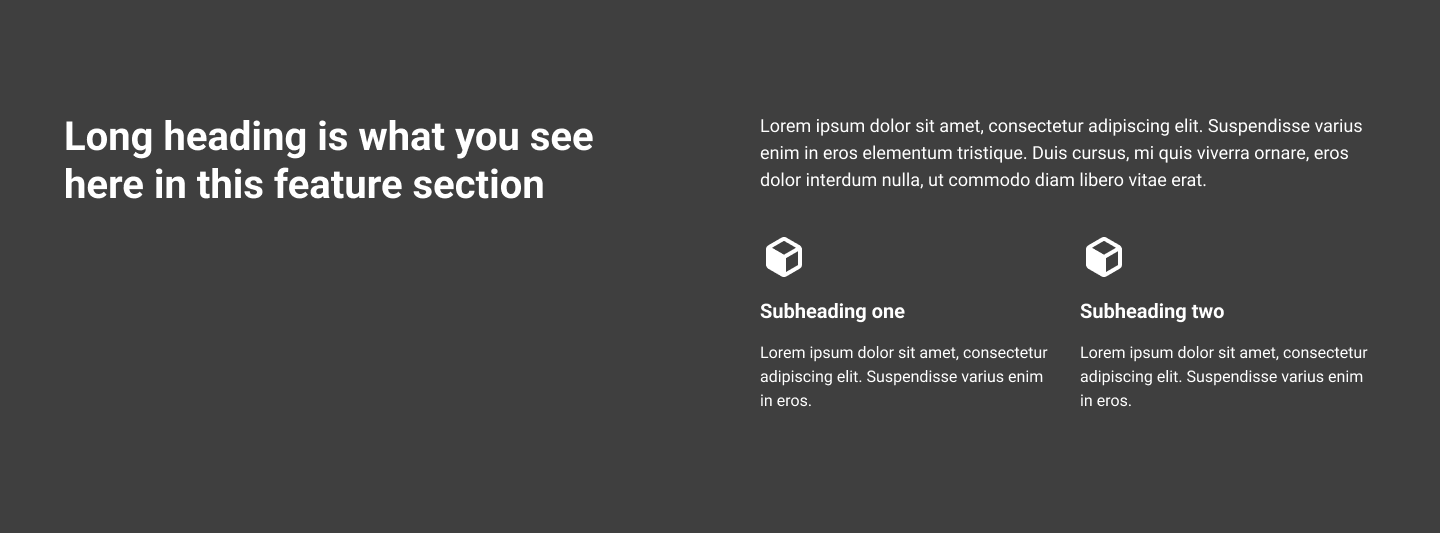 Long heading is what you see
here in this feature section
Lorem ipsum dolor sit amet, consectetur adipiscing elit. Suspendisse varius
enim in eros elementum tristique. Duis cursus, mi quis viverra ornare, eros
dolor interdum nulla, ut commodo diam libero vitae erat.
Subheading one
Lorem ipsum dolor sit amet, consectetur
adipiscing elit. Suspendisse varius enim
in eros.
Subheading two
Lorem ipsum dolor sit amet, consectetur
adipiscing elit. Suspendisse varius enim
in eros.